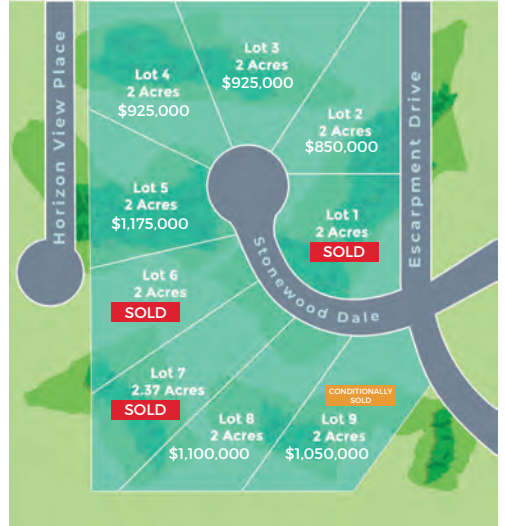 Horizon View Place
Lot 3
2 Acres
$925,000
Lot 4
2 Acres
$925,000
Escarpment Drive
Lot 2
2 Acres
$850,000
Lot 5
2 Acres
$1,175,000
Lot 1
2 Acres
SOLD
Stonewood Dale
Lot 6
2 Acres
SOLD
Lot 7
2.37 Acres
SOLD
CONDITIONALLY
SOLD
Lot 8
2 Acres
$1,100,000
Lot 9
2 Acres
$1,050,000